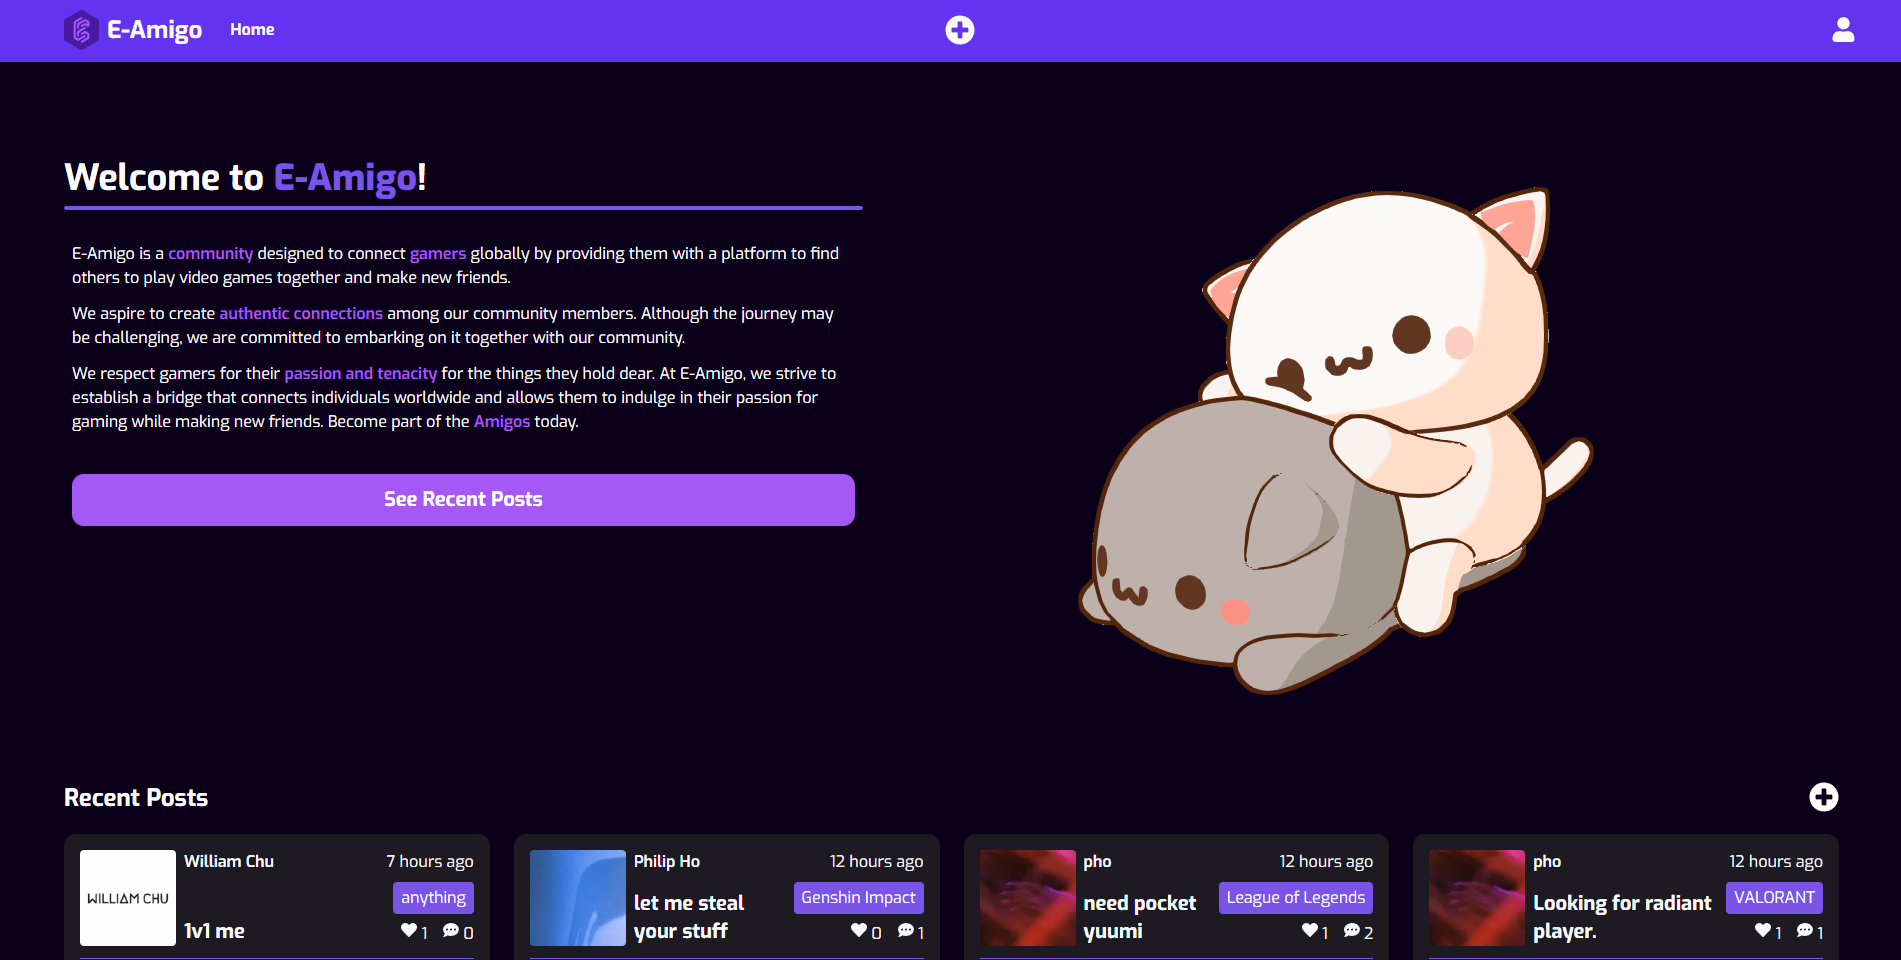 E-Amigo Home
Welcome to E-Amigo!
E-Amigo is a community designed to connect gamers globally by providing them with a platform to find
others to play video games together and make new friends.
We aspire to create authentic connections among our community members. Although the journey may
be challenging, we are committed to embarking on it together with our community.
We respect gamers for their passion and tenacity for the things they hold dear. At E-Amigo, we strive to
establish a bridge that connects individuals worldwide and allows them to indulge in their passion for
gaming while making new friends. Become part of the Amigos today.
See Recent Posts
Recent Posts
WILLIAM CHU
William Chu
7 hours ago
anything
1v1 me
1 0
Philip Ho
12 hours ago
Genshin Impact
let me steal
your stuff
0 1
pho
12 hours ago
League of Legends
need pocket
yuumi
1 2
pho
12 hours ago
VALORANT
Looking for radiant
player.
1 1